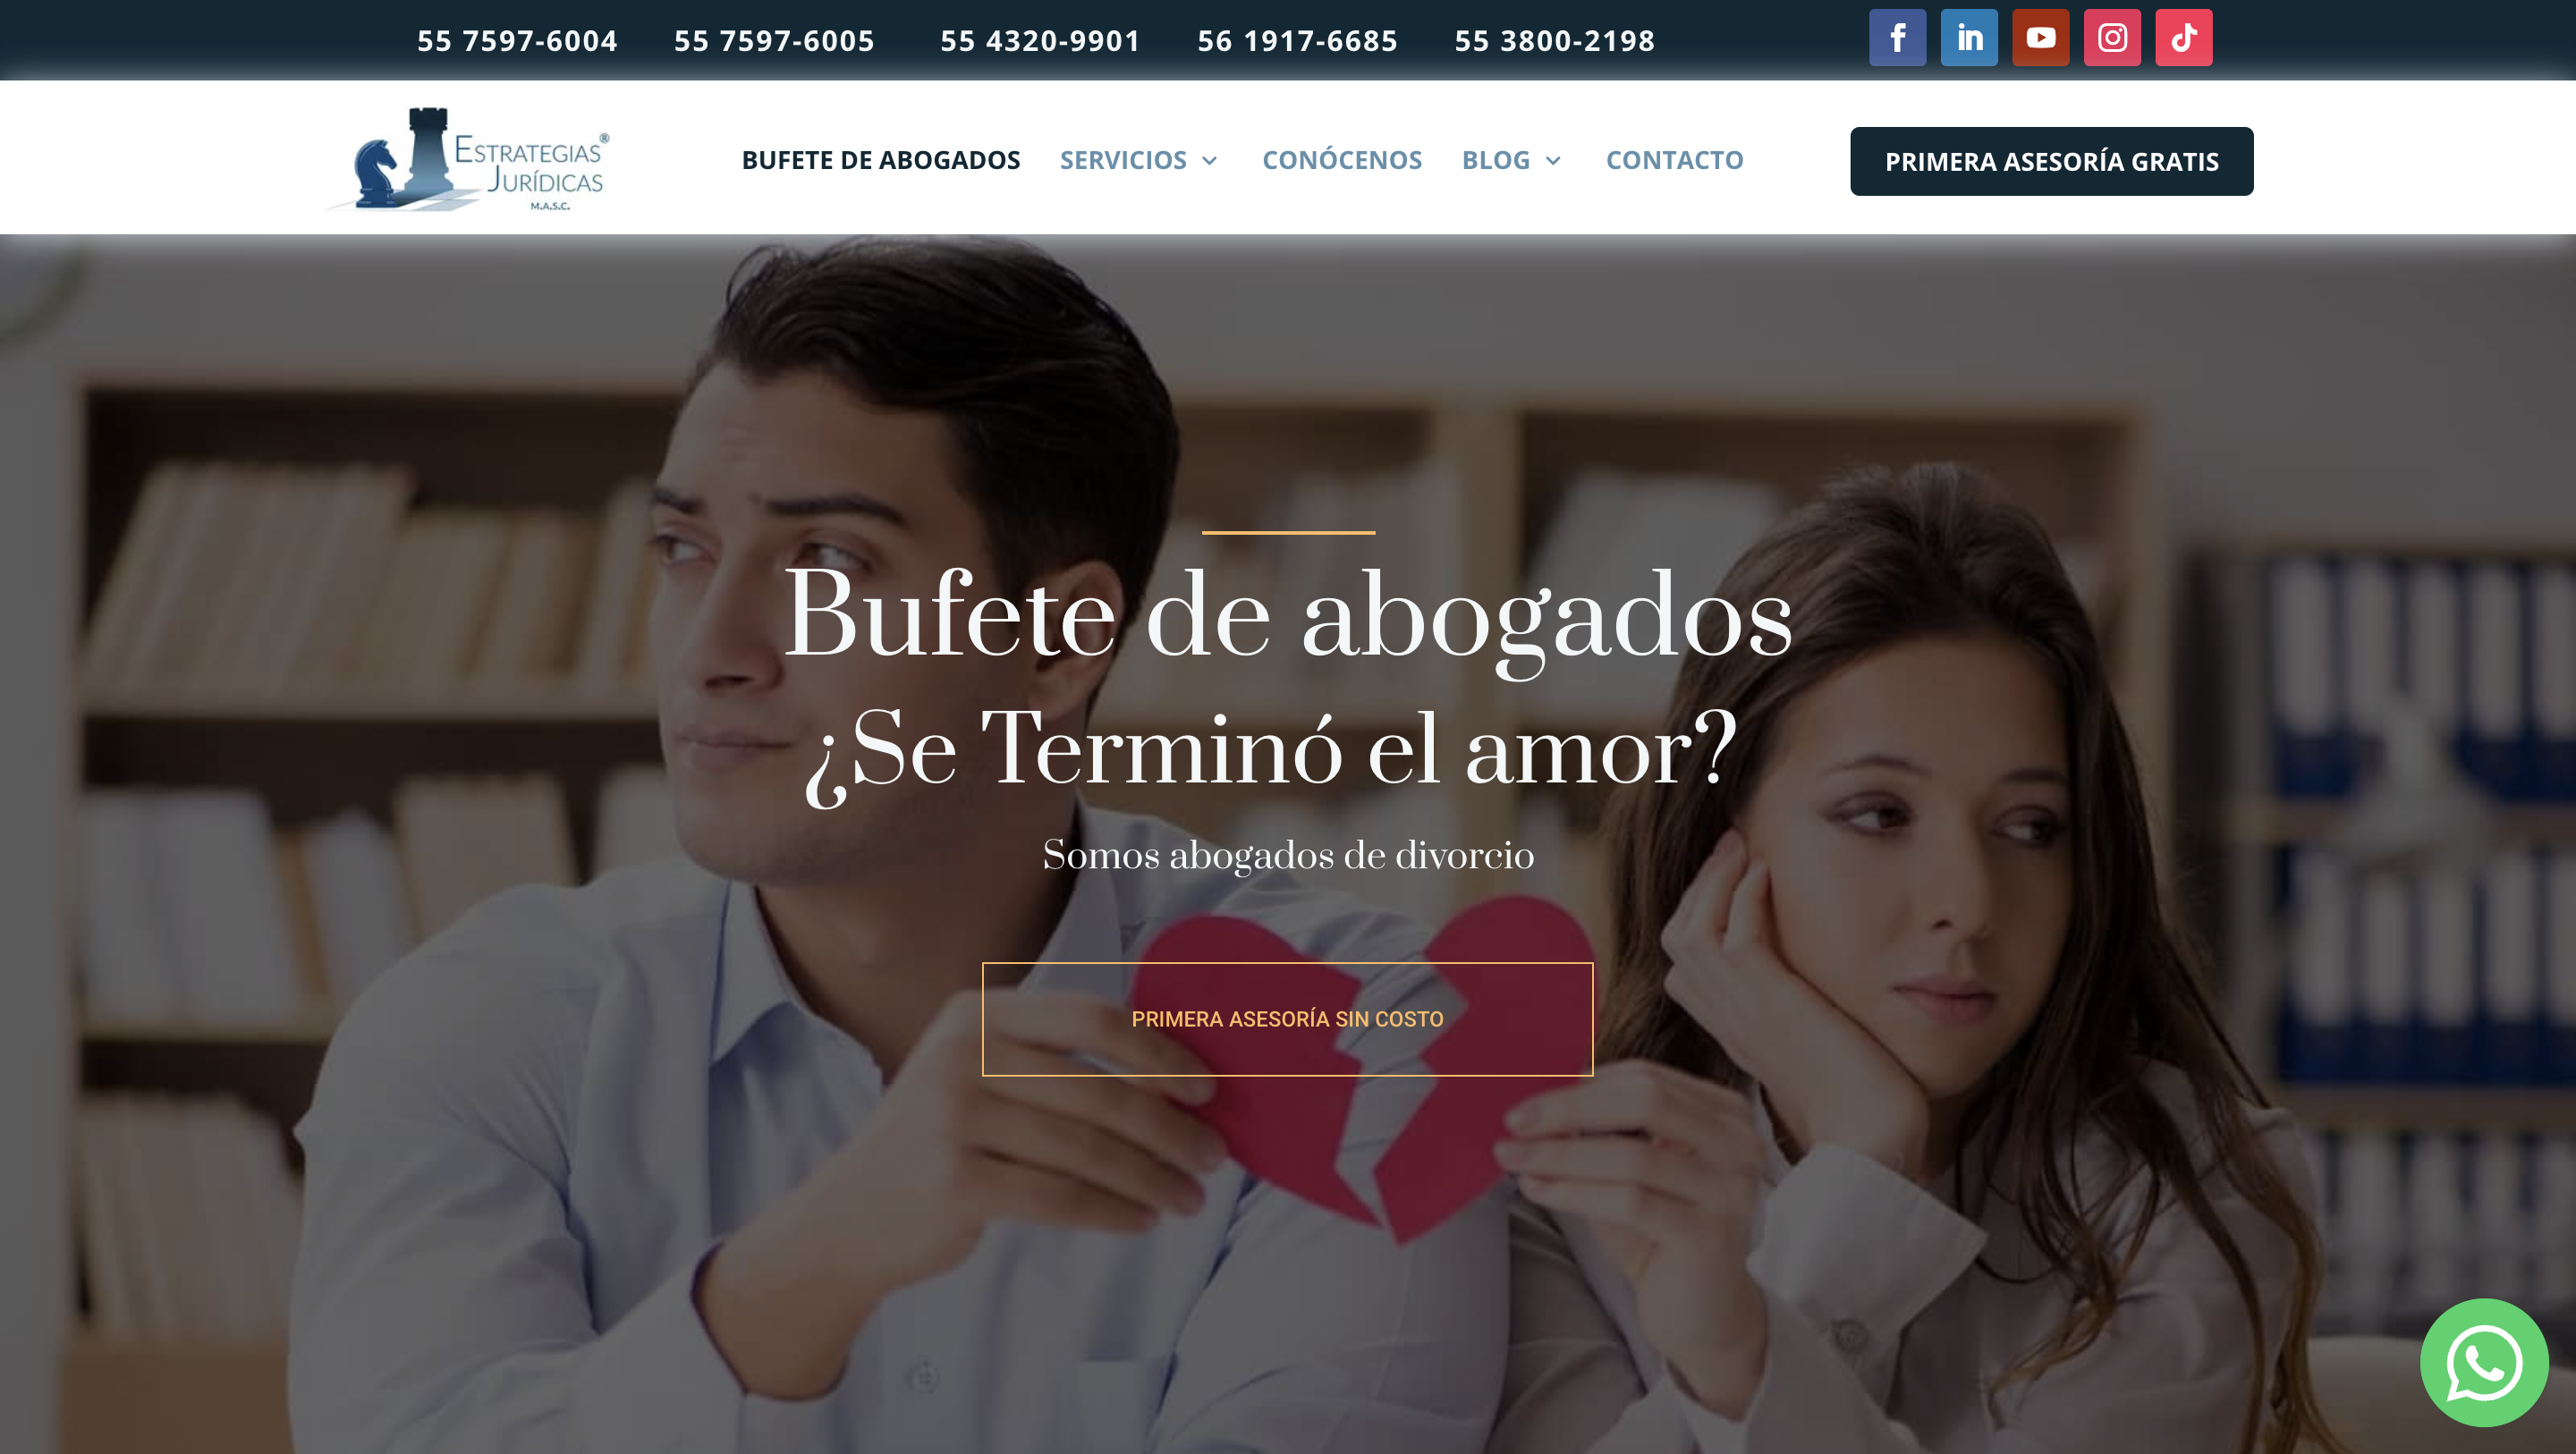 55 7597-6004 55 7597-6005 55 4320-9901 56 1917-6685 55 3800-2198
ESTRATEGIAS®
JURÍDICAS
M.A.S.C.
BUFETE DE ABOGADOS SERVICIOS CONÓCENOS BLOG CONTACTO PRIMERA ASESORÍA GRATIS
Bufete de abogados
¿Se Terminó el amor?
Somos abogados de divorcio
PRIMERA ASESORÍA SIN COSTO